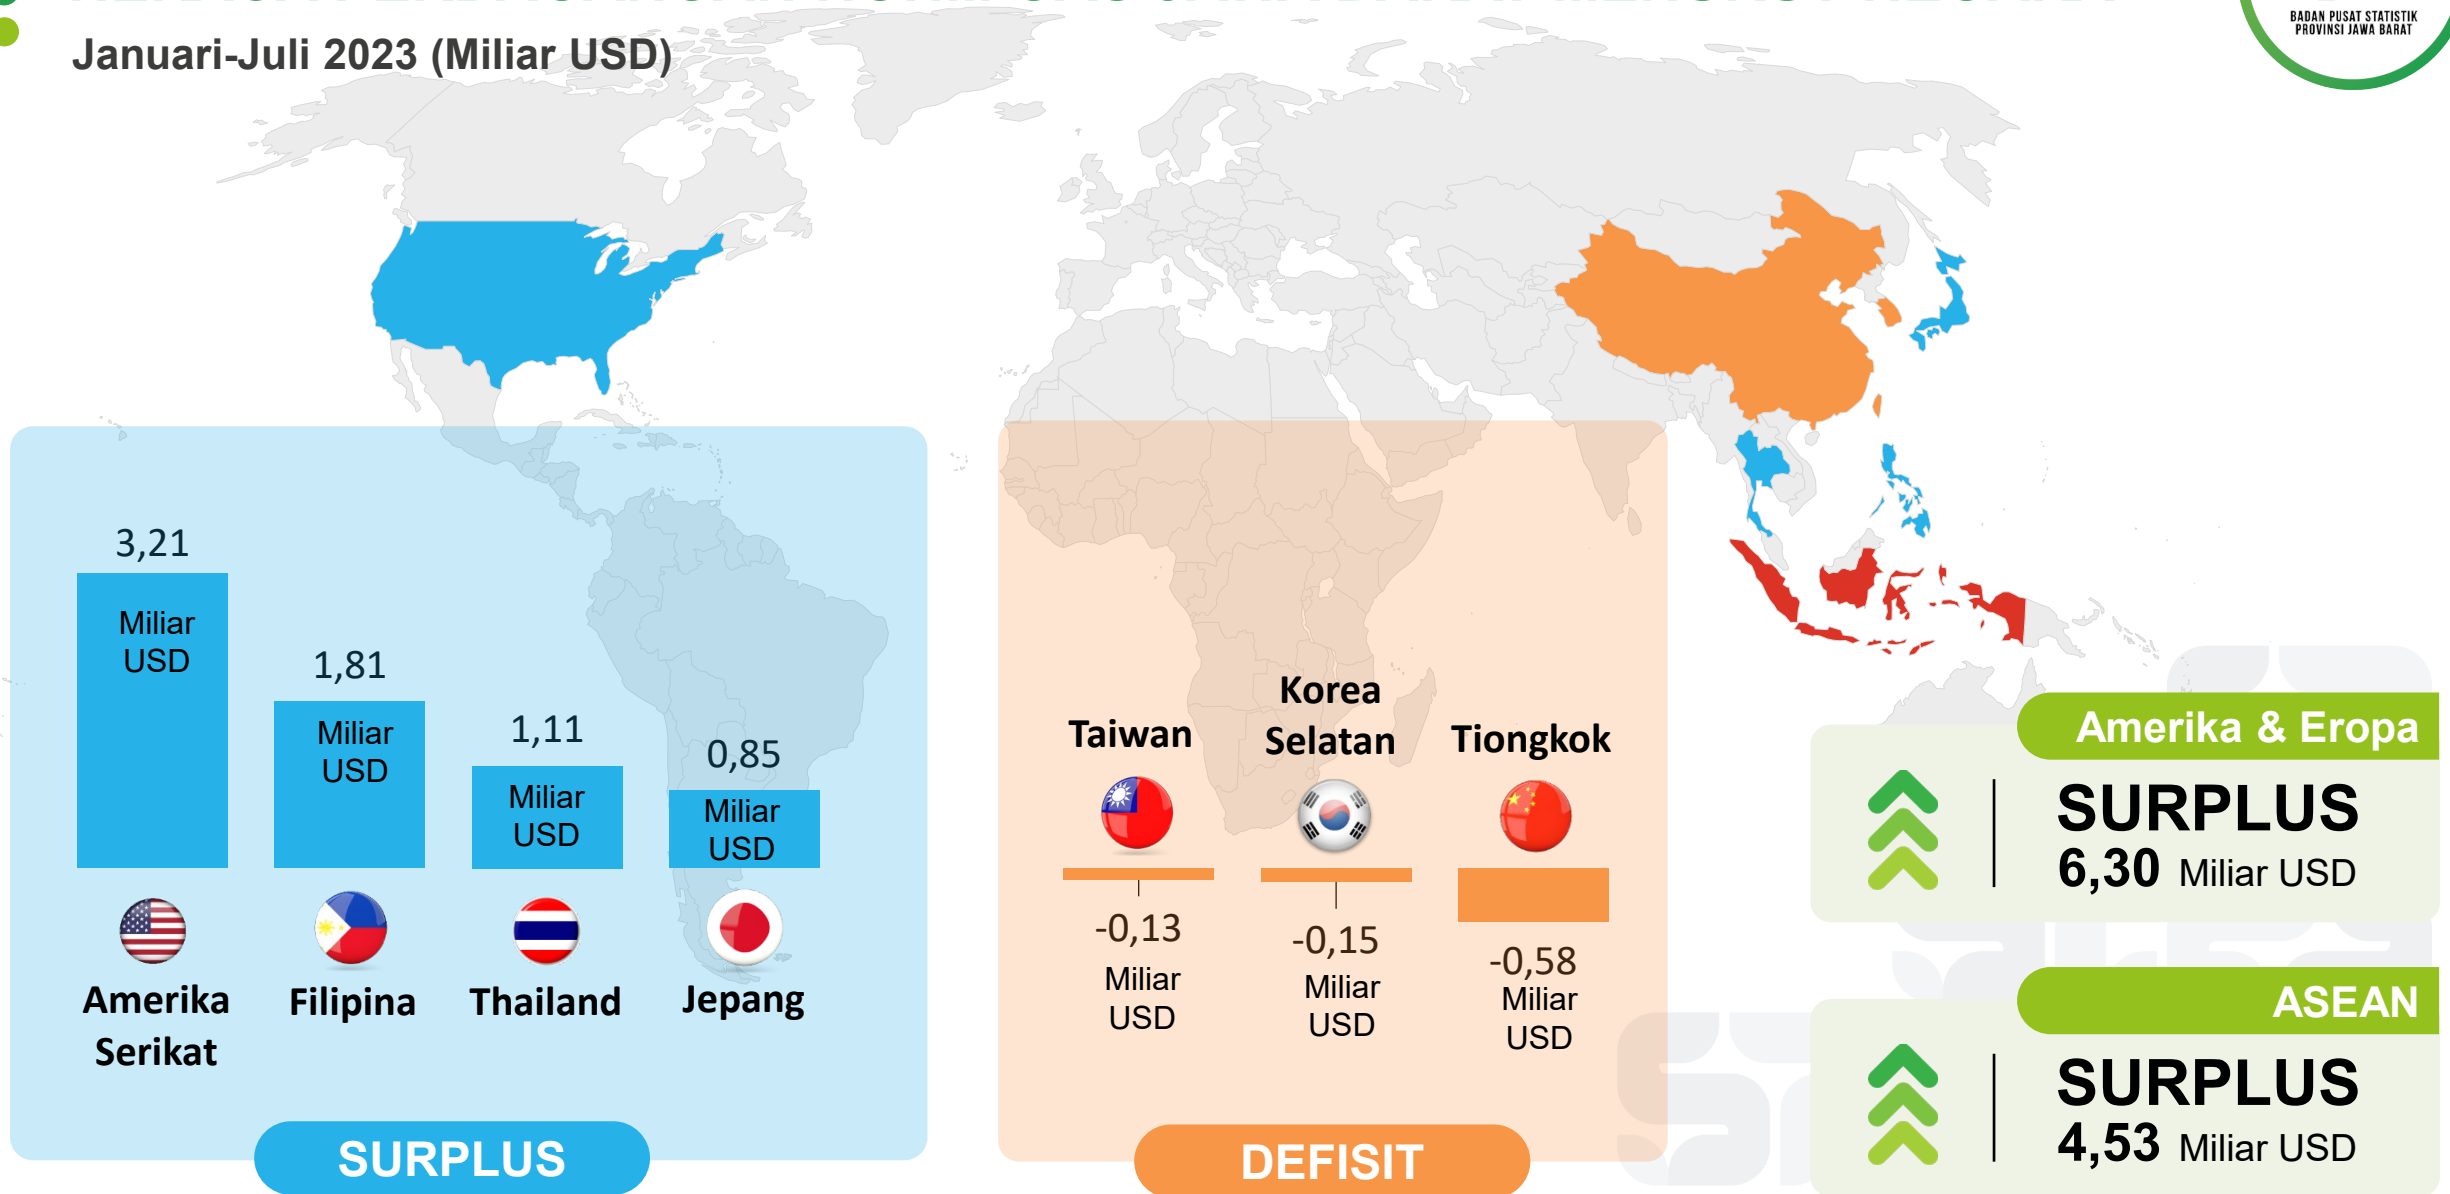 Januari-Juli 2023 (Miliar USD)
BADAN PUSAT STATISTIK
PROVINSI JAWA BARAT
3,21
Miliar
USD
Amerika
Serikat
1,81
Miliar
USD
Filipina
1,11
Miliar
USD
Thailand
0,85
Miliar
USD
Jepang
SURPLUS
Taiwan
-0,13
Miliar
USD
Korea
Selatan
-0,15
Miliar
USD
Tiongkok
-0,58
Miliar
USD
DEFISIT
Amerika & Eropa
SURPLUS
6,30 Miliar USD
ASEAN
SURPLUS
4,53 Miliar USD